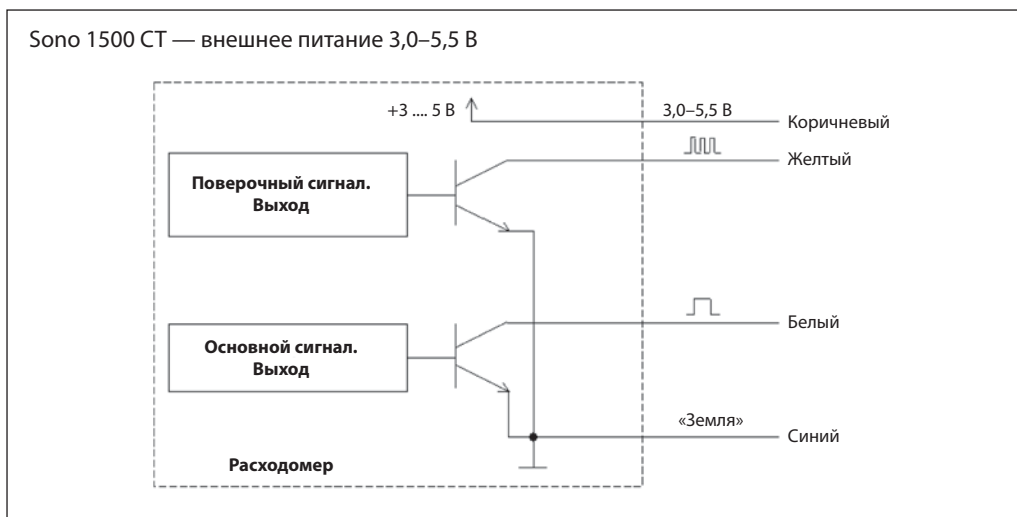 Sono 1500 CT — внешнее питание 3,0–5,5 В
+3 .... 5 В
3,0–5,5 В
Коричневый
Желтый
Поверочный сигнал.
Выход
Белый
Основной сигнал.
Выход
«Земля»
Синий
Расходомер